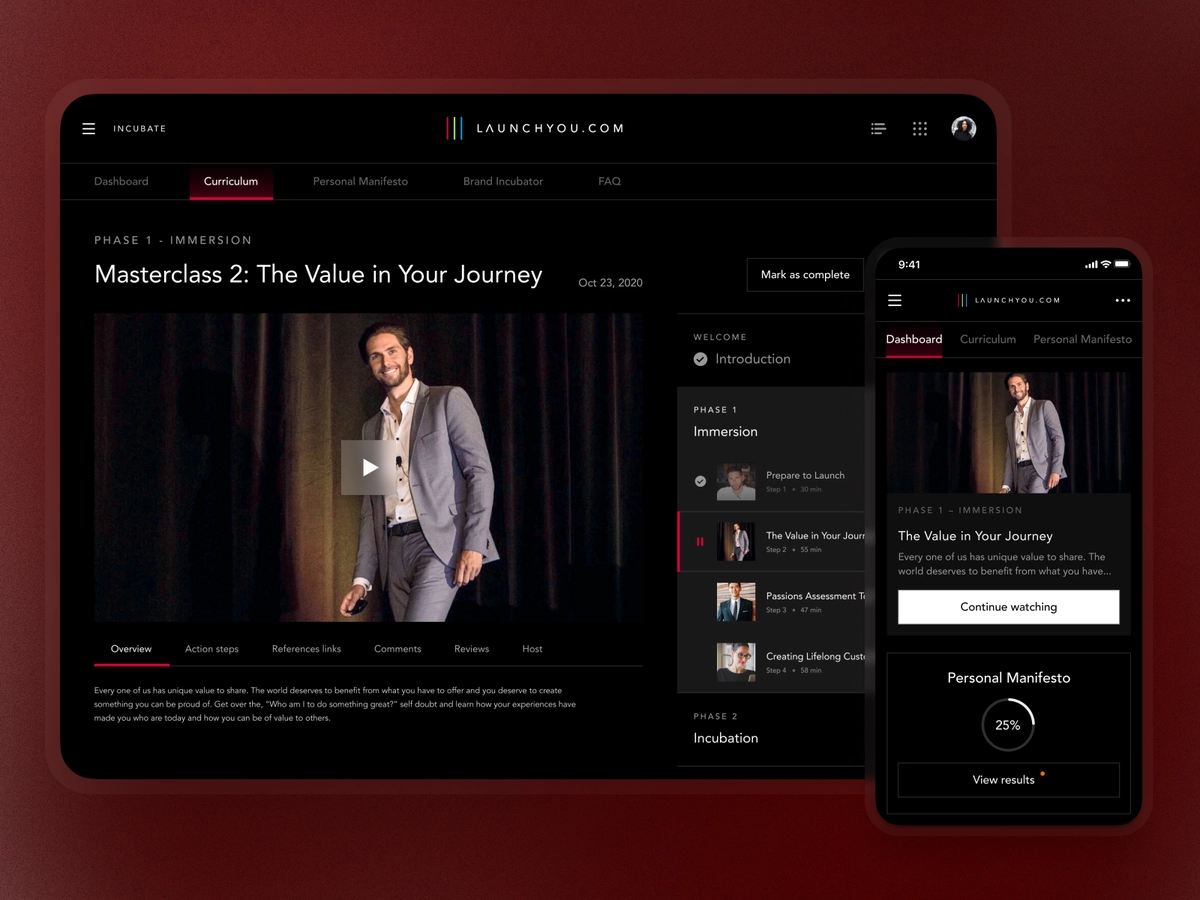 INCUBATE
LAUNCHYOU.COM
Dashboard
Curriculum
Personal Manifesto
Brand Incubator
FAQ
PHASE 1 - IMMERSION
Masterclass 2: The Value in Your Journey
Oct 23, 2020
Mark as complete
WELCOME
Introduction
PHASE 1
Immersion
Prepare to Launch
Step 1 • 30 min
The Value in Your Jour
Step 2 • 55 min
Passions Assessment T
Step 3 • 47 min
Creating Lifelong Cust
Step 4 • 58 min
PHASE 2
Incubation
Overview
Action steps
References links
Comments
Reviews
Host
Every one of us has unique value to share. The world deserves to benefit from what you have to offer and you deserve to create
something you can be proud of. Get over the, "Who am I to do something great?" self doubt and learn how your experiences have
made you who are today and how you can be of value to others.
9:41
LAUNCHYOU.COM
Dashboard
Curriculum
Personal Manifesto
PHASE 1 – IMMERSION
The Value in Your Journey
Every one of us has unique value to share. The
world deserves to benefit from what you have...
Continue watching
Personal Manifesto
25%
View results